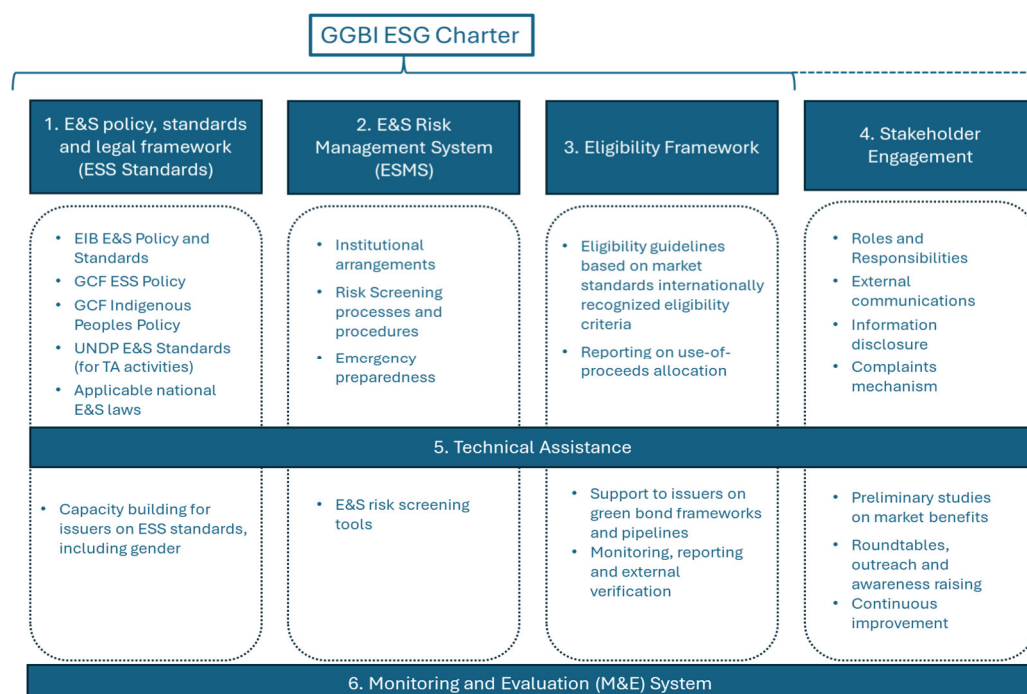 GGBI ESG Charter
1. E&S policy, standards
and legal framework
(ESS Standards)
2. E&S Risk
Management System
(ESMS)
3. Eligibility Framework
4. Stakeholder
Engagement
• EIB E&S Policy and
Standards
• GCF ESS Policy
• GCF Indigenous
Peoples Policy
• UNDP E&S Standards
(for TA activities)
• Applicable national
E&S laws
• Institutional
arrangements
• Risk Screening
processes and
procedures
• Emergency
preparedness
• Eligibility guidelines
based on market
standards internationally
recognized eligibility
criteria
• Reporting on use-of-
proceeds allocation
• Roles and
Responsibilities
• External
communications
• Information
disclosure
• Complaints
mechanism
5. Technical Assistance
• Capacity building for
issuers on ESS standards,
including gender
• E&S risk screening
tools
• Support to issuers on
green bond frameworks
and pipelines
• Monitoring, reporting
and external
verification
• Preliminary studies
on market benefits
• Roundtables,
outreach and
awareness raising
• Continuous
improvement
6. Monitoring and Evaluation (M&E) System